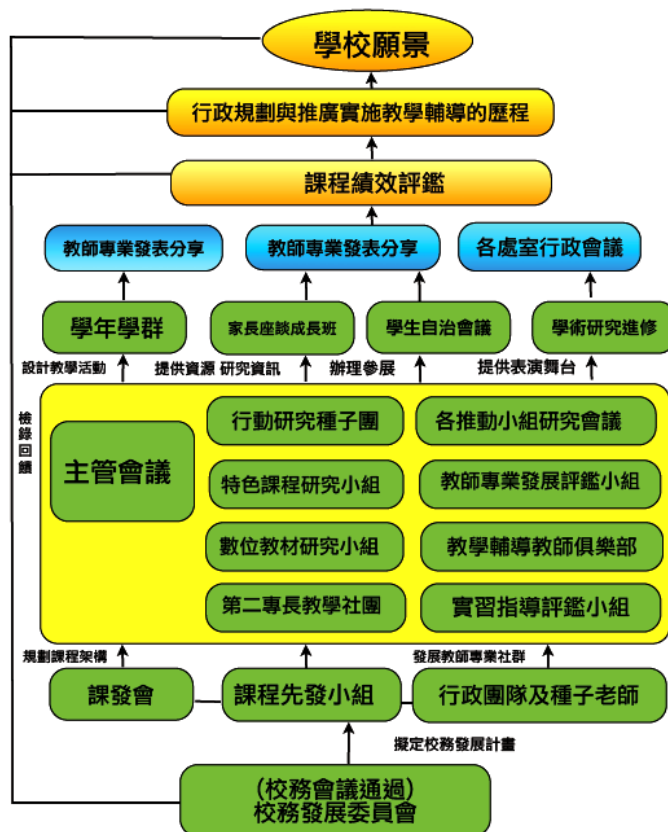 學校願景
行政規劃與推廣實施教學輔導的歷程
課程績效評鑑
教師專業發表分享
教師專業發表分享
各處室行政會議
學年學群
家長座談成長班
學生自治會議
學術研究進修
設計教學活動
提供資源 研究資訊
辦理參展
提供表演舞台
檢錄回饋
主管會議
行動研究種子團
各推動小組研究會議
特色課程研究小組
教師專業發展評鑑小組
數位教材研究小組
教學輔導教師俱樂部
第二專長教學社團
實習指導評鑑小組
規劃課程架構
發展教師專業社群
課發會
課程先發小組
行政團隊及種子老師
擬定校務發展計畫
(校務會議通過)
校務發展委員會